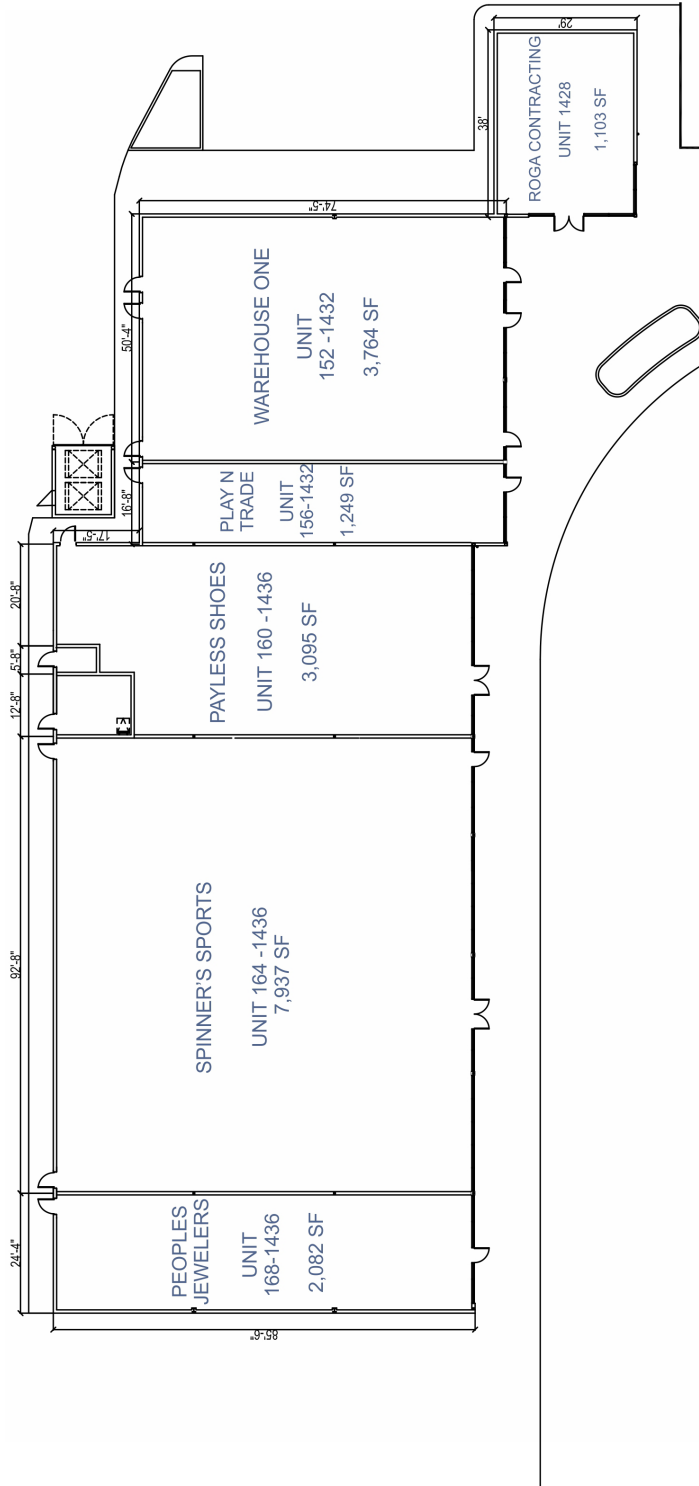 29'
38'
ROGA CONTRACTING
UNIT 1428
1,103 SF
74'-5"
50'-4"
WAREHOUSE ONE
UNIT
152 -1432
3,764 SF
16'-8"
PLAY N
TRADE
UNIT
156-1432
1,249 SF
17'-5"
20'-8"
5'-8"
12'-8"
PAYLESS SHOES
UNIT 160 -1436
3,095 SF
92'-8"
SPINNER'S SPORTS
UNIT 164 -1436
7,937 SF
24'-4"
PEOPLES
JEWELERS
UNIT
168-1436
2,082 SF
85'-6"